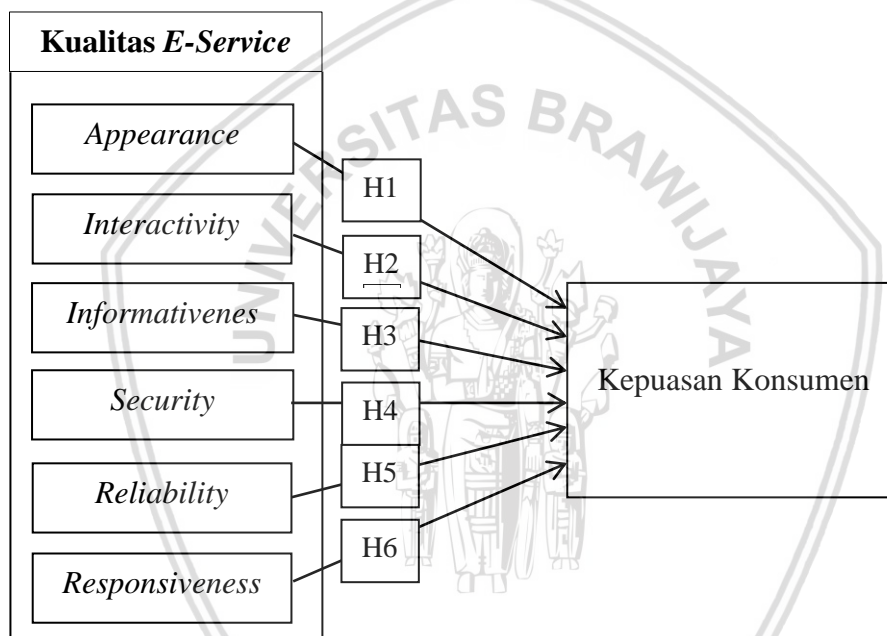 Kualitas E-Service
UNIVERSITAS BRAWIJAYA
Appearance
H1
Interactivity
H2
Informativenes
H3
Kepuasan Konsumen
Security
H4
Reliability
H5
Responsiveness
H6